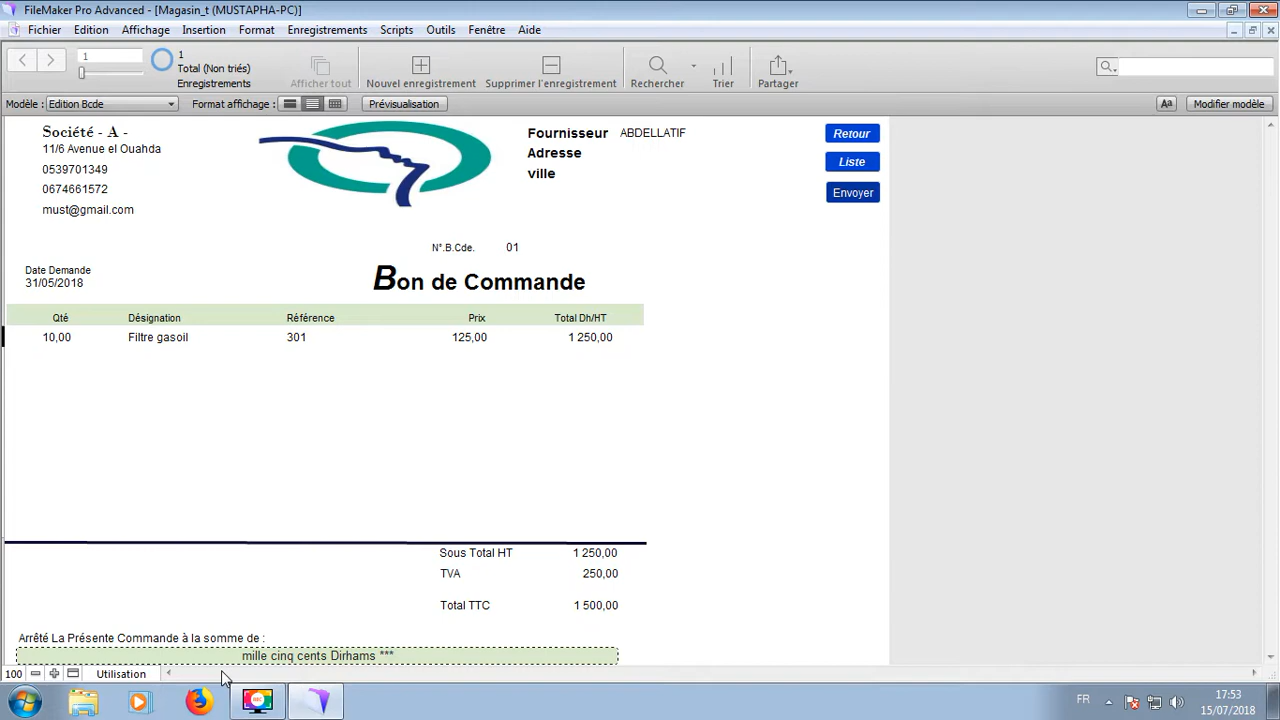 FileMaker Pro Advanced - [Magasin_t (MUSTAPHA-PC)]
Fichier Edition Affichage Insertion Format Enregistrements Scripts Outils Fenêtre Aide
1
1
Total (Non triés)
Enregistrements
Afficher tout
Nouvel enregistrement
Supprimer l'enregistrement
Rechercher
Trier
Partager
Modèle: Edition Bcde
Format affichage:
Prévisualisation
Aa
Modifier modèle
Société - A -
11/6 Avenue el Ouahda
0539701349
0674661572
must@gmail.com
Fournisseur ABDELLATIF
Adresse
ville
Retour
Liste
Envoyer
N°.B.Cde. 01
Date Demande
31/05/2018
Bon de Commande
Qté Désignation Référence Prix Total Dh/HT
10,00 Filtre gasoil 301 125,00 1 250,00
Sous Total HT 1 250,00
TVA 250,00
Total TTC 1 500,00
Arrêté La Présente Commande à la somme de :
mille cinq cents Dirhams ***
100
Utilisation
REC
FR
17:53
15/07/2018